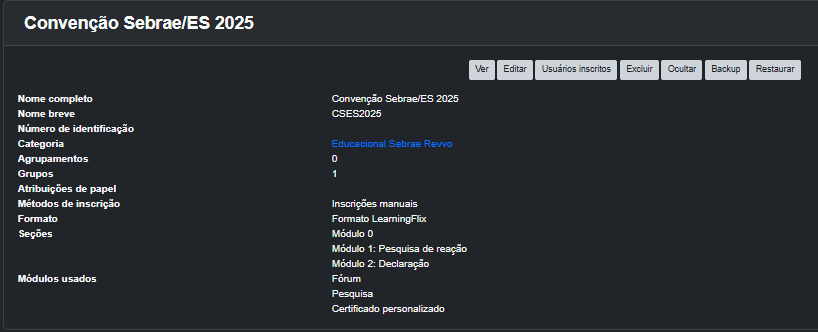 Convenção Sebrae/ES 2025
Ver Editar Usuários inscritos Excluir Ocultar Backup Restaurar
Nome completo Convenção Sebrae/ES 2025
Nome breve CSES2025
Número de identificação
Categoria Educacional Sebrae Revvo
Agrupamentos 0
Grupos 1
Atribuições de papel
Métodos de inscrição Inscrições manuais
Formato Formato LearningFlix
Seções Módulo 0
Módulo 1: Pesquisa de reação
Módulo 2: Declaração
Módulos usados Fórum
Pesquisa
Certificado personalizado